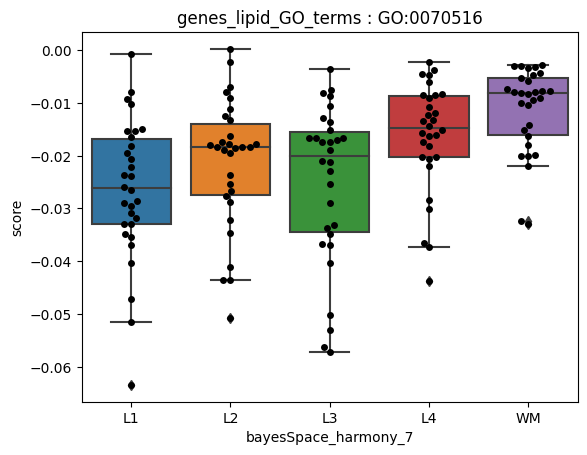 genes_lipid_GO_terms : GO:0070516
0.00
−0.01
−0.02
−0.03
−0.04
−0.05
−0.06
score
L1
L2
L3
L4
WM
bayesSpace_harmony_7